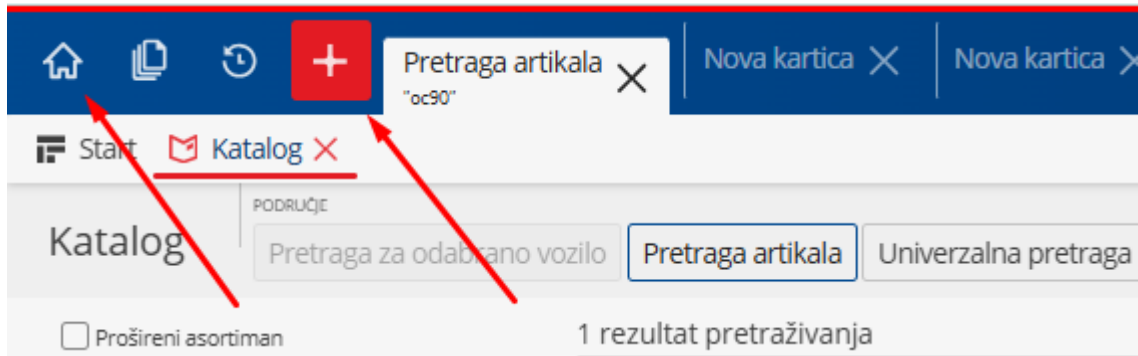 Pretraga artikala
"oc90"
Nova kartica
Nova kartica
Start
Katalog
Katalog
PODRUČJE
Pretraga za odabrano vozilo
Pretraga artikala
Univerzalna pretraga
Prošireni asortiman
1 rezultat pretraživanja